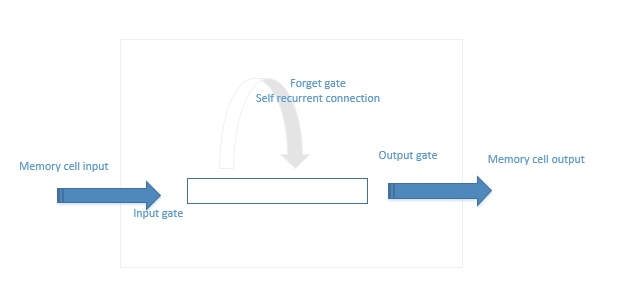 Forget gate
Self recurrent connection
Output gate
Memory cell output
Memory cell input
Input gate